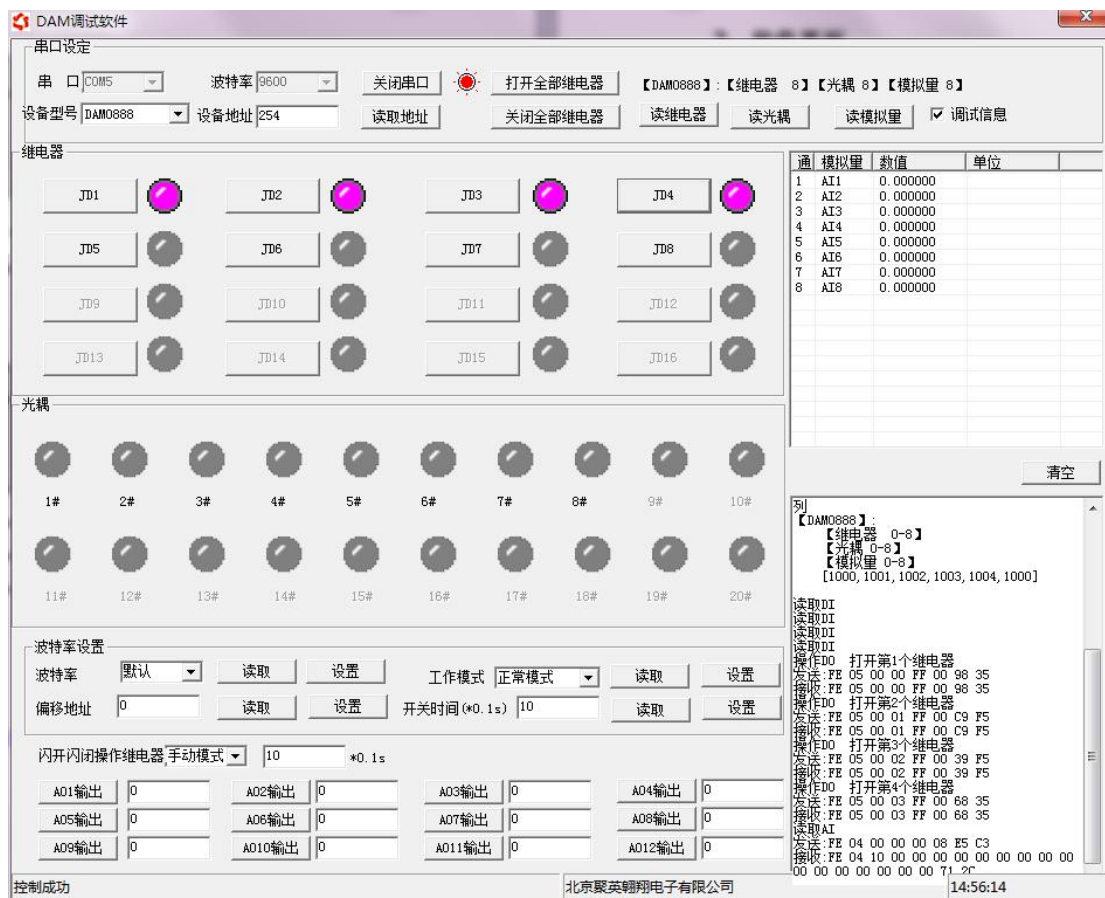 DAM调试软件
串口设定
串 口 COM5 波特率 9600 关闭串口 打开全部继电器 【DAM0888】:【继电器 8】【光耦 8】【模拟量 8】
设备型号 DAM0888 设备地址 254 读取地址 关闭全部继电器 读继电器 读光耦 读模拟量 调试信息
继电器
JD1 JD2 JD3 JD4
JD5 JD6 JD7 JD8
JD9 JD10 JD11 JD12
JD13 JD14 JD15 JD16
通 模拟量 数值 单位
1 AI1 0.000000
2 AI2 0.000000
3 AI3 0.000000
4 AI4 0.000000
5 AI5 0.000000
6 AI6 0.000000
7 AI7 0.000000
8 AI8 0.000000
光耦
1# 2# 3# 4# 5# 6# 7# 8# 9# 10#
11# 12# 13# 14# 15# 16# 17# 18# 19# 20#
清空
列
【DAM0888】:
【继电器 0-8】
【光耦 0-8】
【模拟量 0-8】
[1000,1001,1002,1003,1004,1000]
读取DI
读取DI
读取DI
读取DI
操作DO 打开第1个继电器
发送:FE 05 00 00 FF 00 98 35
接收:FE 05 00 00 FF 00 98 35
操作DO 打开第2个继电器
发送:FE 05 00 01 FF 00 C9 F5
接收:FE 05 00 01 FF 00 C9 F5
操作DO 打开第3个继电器
发送:FE 05 00 02 FF 00 39 F5
接收:FE 05 00 02 FF 00 39 F5
操作DO 打开第4个继电器
发送:FE 05 00 03 FF 00 68 35
接收:FE 05 00 03 FF 00 68 35
读取AI
发送:FE 04 00 00 00 08 E5 C3
接收:FE 04 10 00 00 00 00 00 00 00 00 00
00 00 00 00 00 00 00 71 2C
波特率设置
波特率 默认 读取 设置 工作模式 正常模式 读取 设置
偏移地址 0 读取 设置 开关时间(*0.1s) 10 读取 设置
闪开闪闭操作继电器 手动模式 10 *0.1s
AO1输出 0 AO2输出 0 AO3输出 0 AO4输出 0
AO5输出 0 AO6输出 0 AO7输出 0 AO8输出 0
AO9输出 0 AO10输出 0 AO11输出 0 AO12输出 0
控制成功 北京聚英翱翔电子有限公司 14:56:14